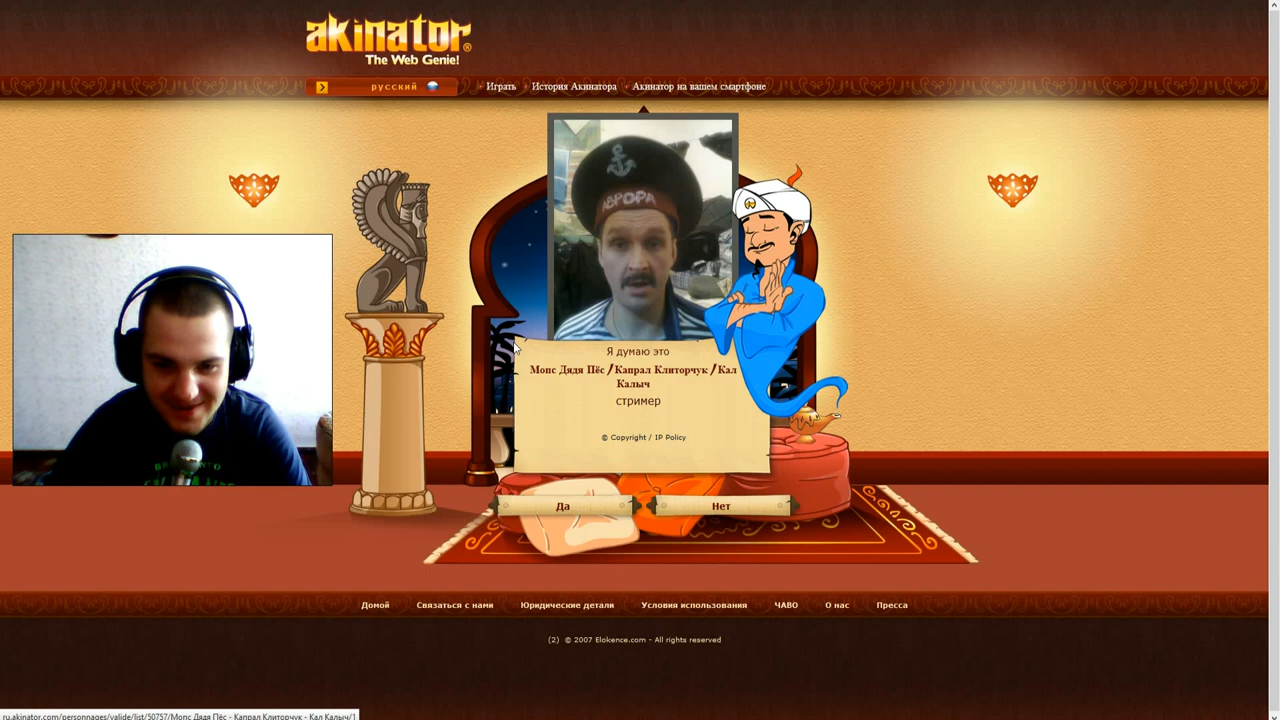 akinator®
The Web Genie!
русский
Играть
История Акинатора
Акинатор на вашем смартфоне
АВРОРА
Я думаю это
Мопс Дядя Пёс / Капрал Клиторчук / Кал
Калыч
стример
© Copyright / IP Policy
Да
Нет
Домой
Связаться с нами
Юридические детали
Условия использования
ЧАВО
О нас
Пресса
(2) © 2007 Elokence.com - All rights reserved
ru.akinator.com/personnages/valide/list/50757/Мопс Дядя Пёс - Капрал Клиторчук - Кал Калыч/1